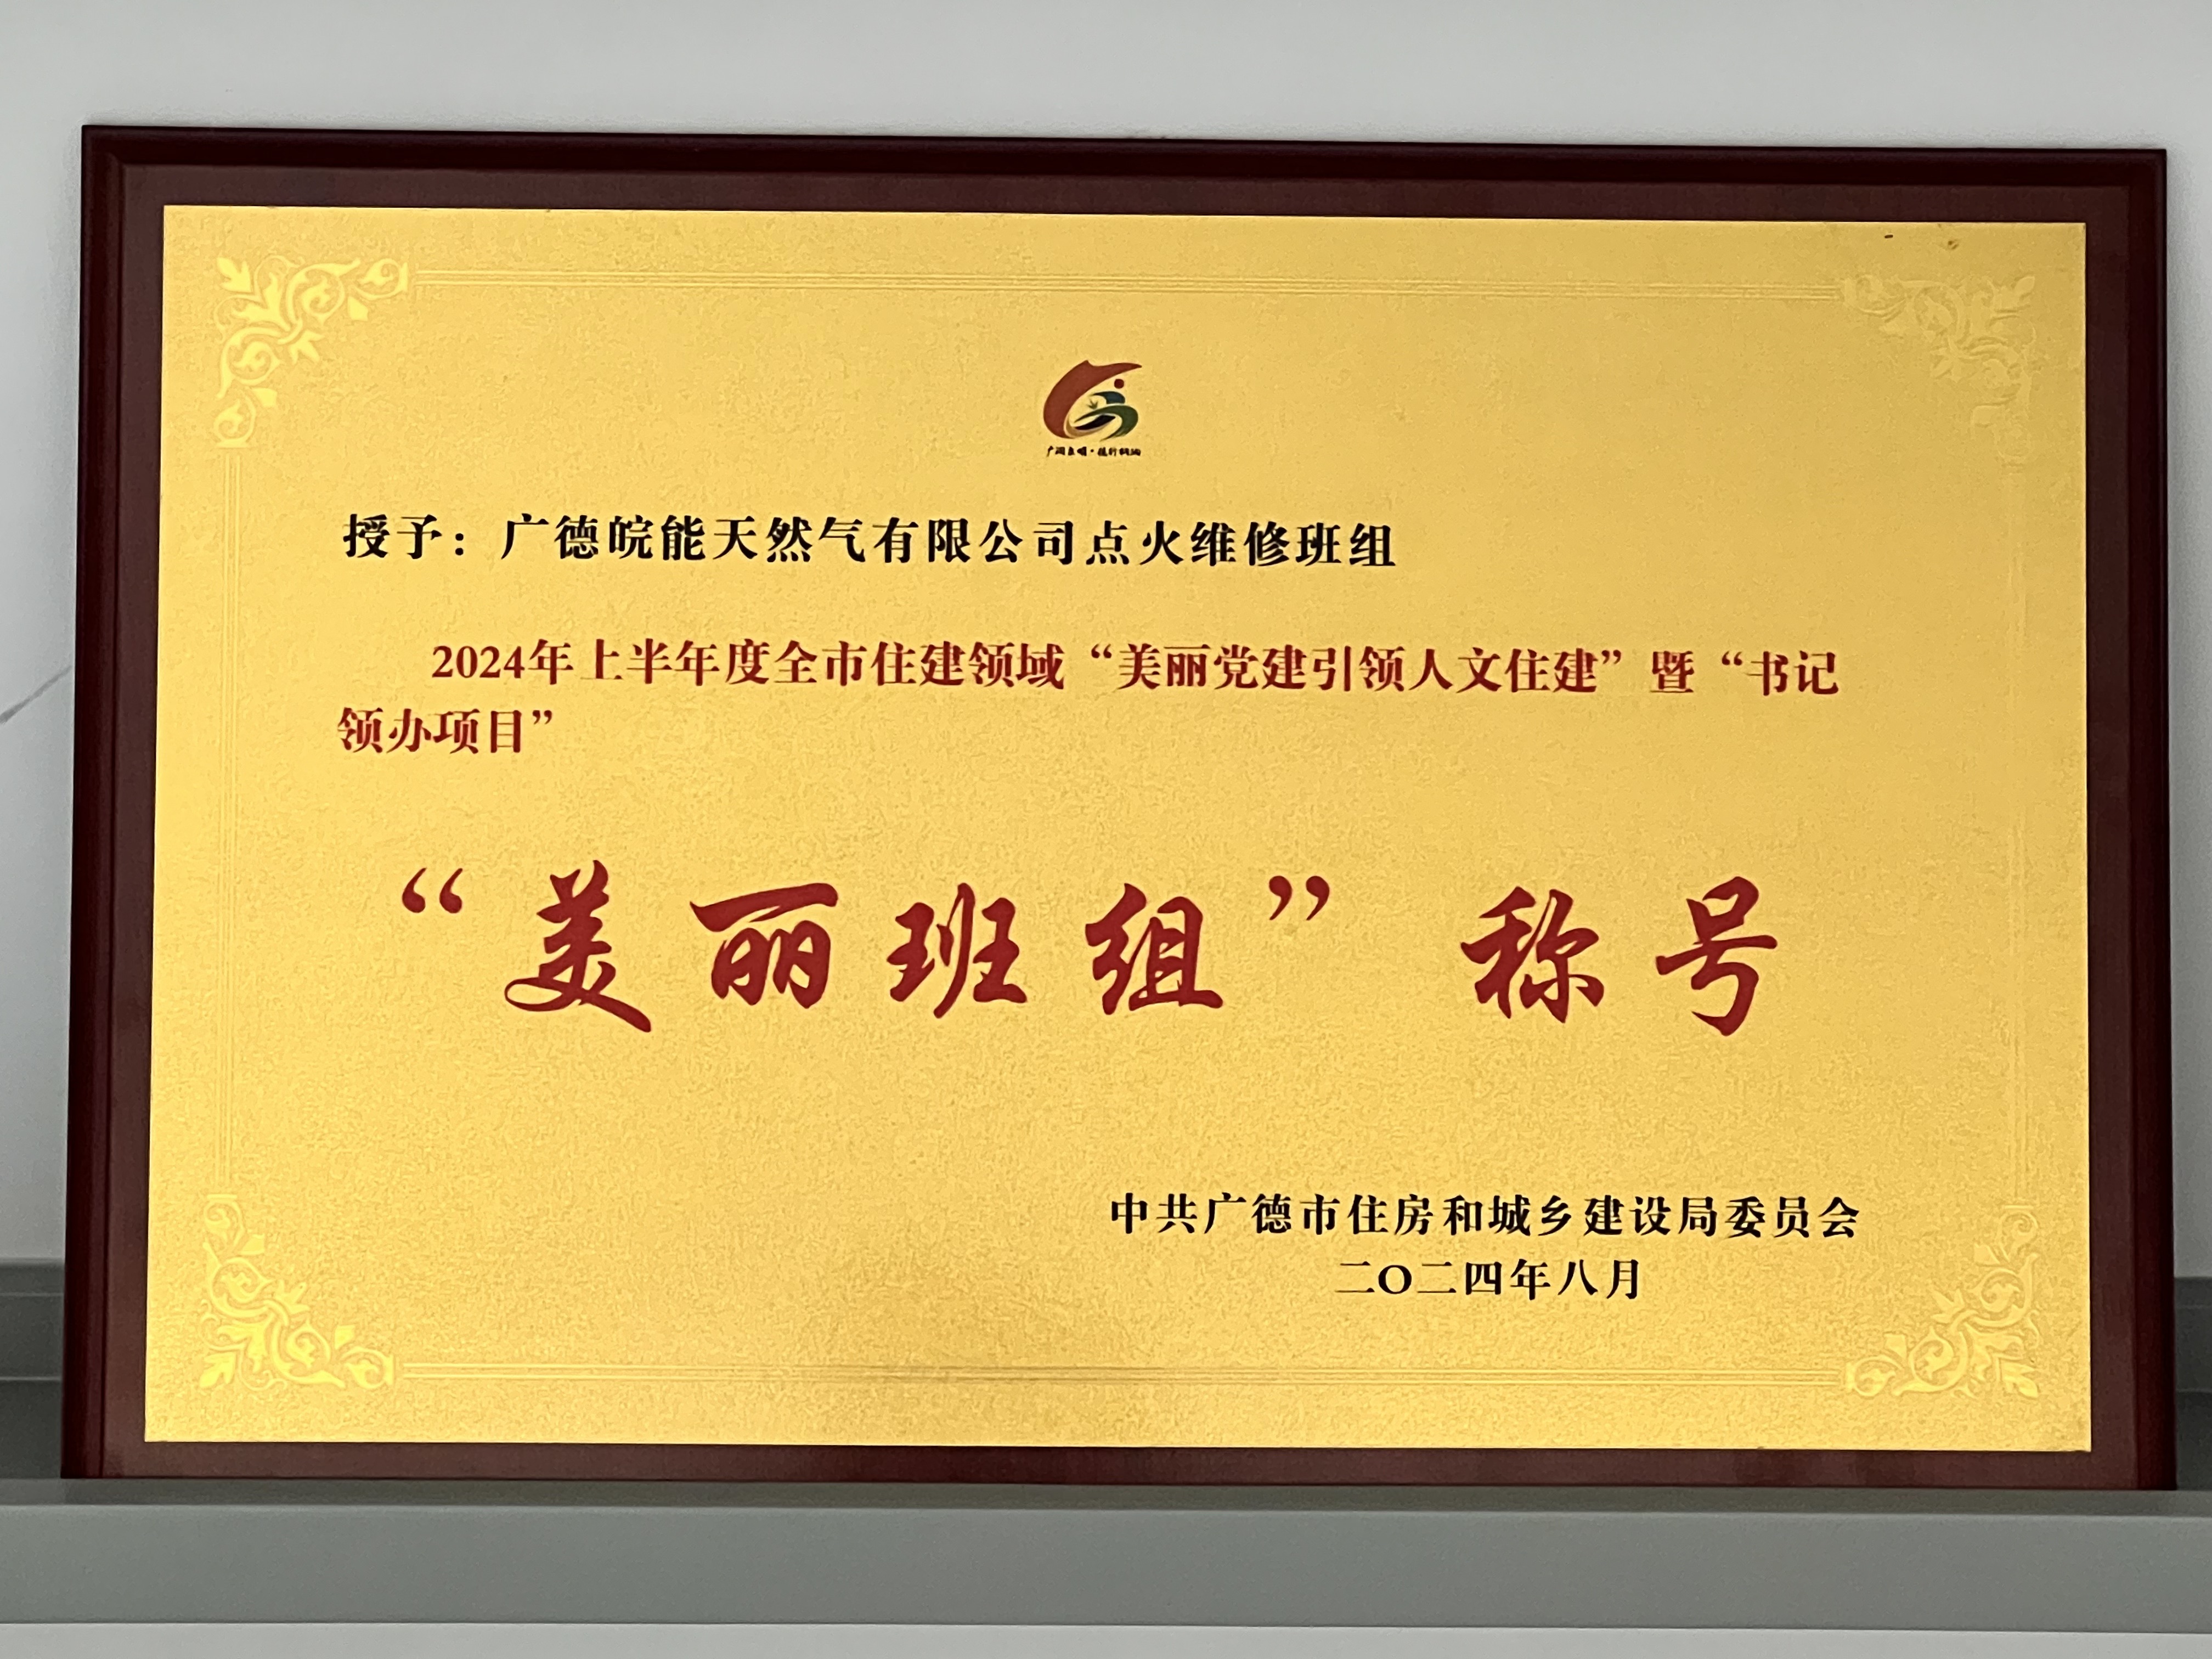 授予：广德皖能天然气有限公司点火维修班组
2024年上半年度全市住建领域“美丽党建引领人文住建”暨“书记
领办项目”
“美丽班组”称号
中共广德市住房和城乡建设局委员会
二〇二四年八月